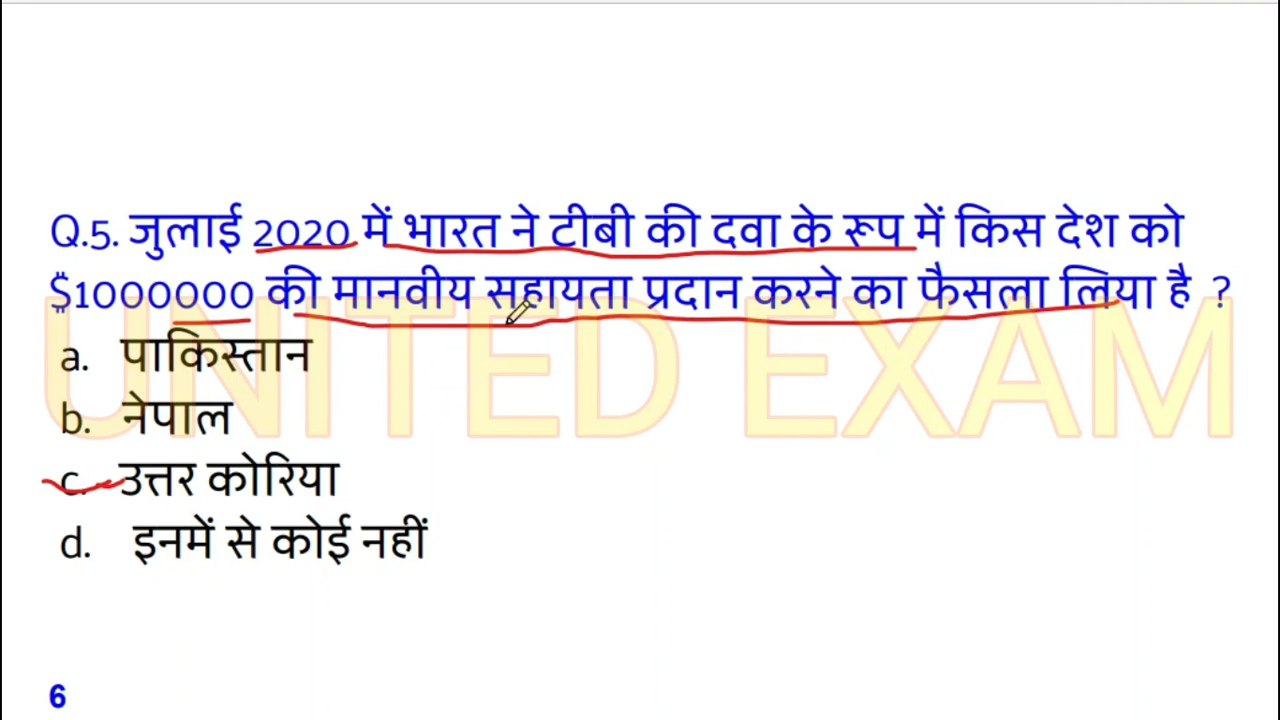 Q.5. जुलाई 2020 में भारत ने टीबी की दवा के रूप में किस देश को
$1000000 की मानवीय सहायता प्रदान करने का फैसला लिया है ?
UNITED EXAM
a. पाकिस्तान
b. नेपाल
c. उत्तर कोरिया
d. इनमें से कोई नहीं
6